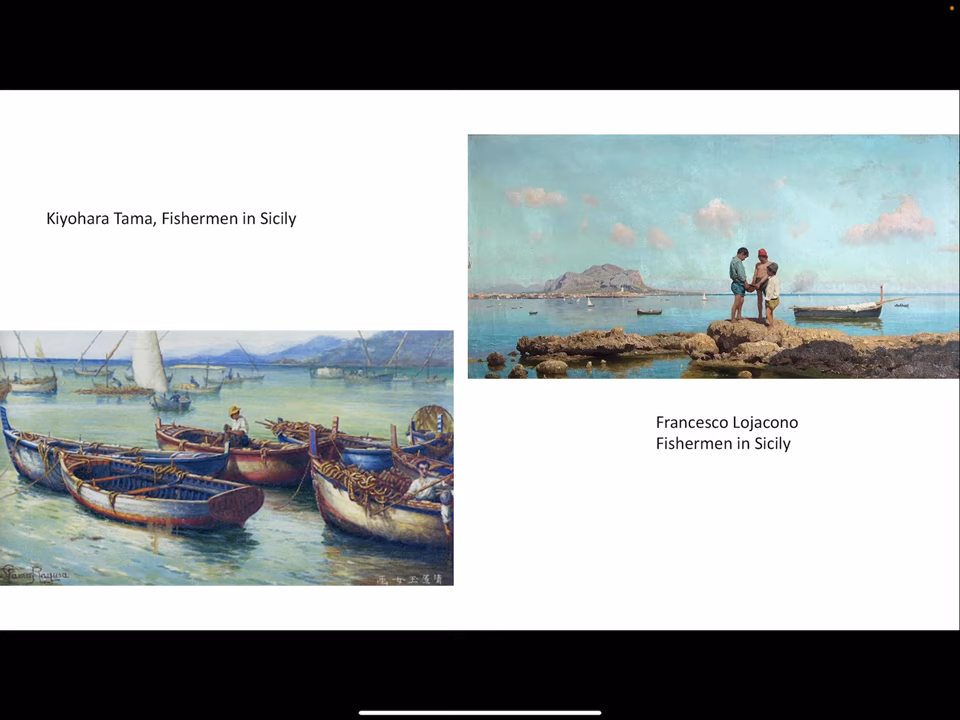 Kiyohara Tama, Fishermen in Sicily
Francesco Lojacono
Fishermen in Sicily